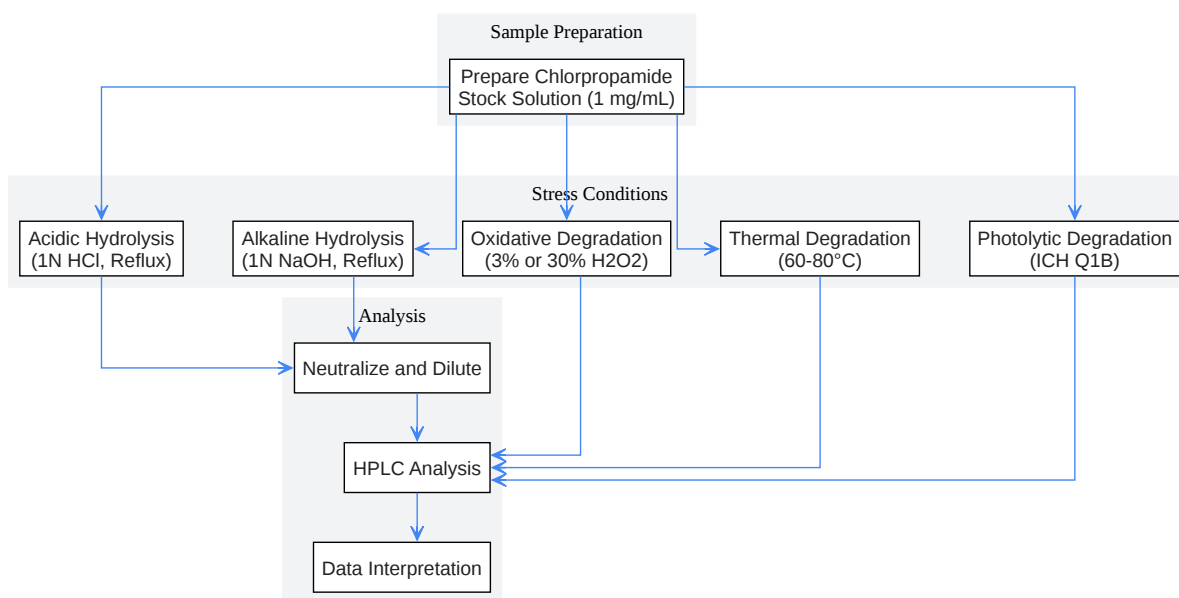 Sample Preparation
Prepare Chlorpropamide
Stock Solution (1 mg/mL)
Stress Conditions
Acidic Hydrolysis
(1N HCl, Reflux)
Alkaline Hydrolysis
(1N NaOH, Reflux)
Oxidative Degradation
(3% or 30% H2O2)
Thermal Degradation
(60-80°C)
Photolytic Degradation
(ICH Q1B)
Analysis
Neutralize and Dilute
HPLC Analysis
Data Interpretation